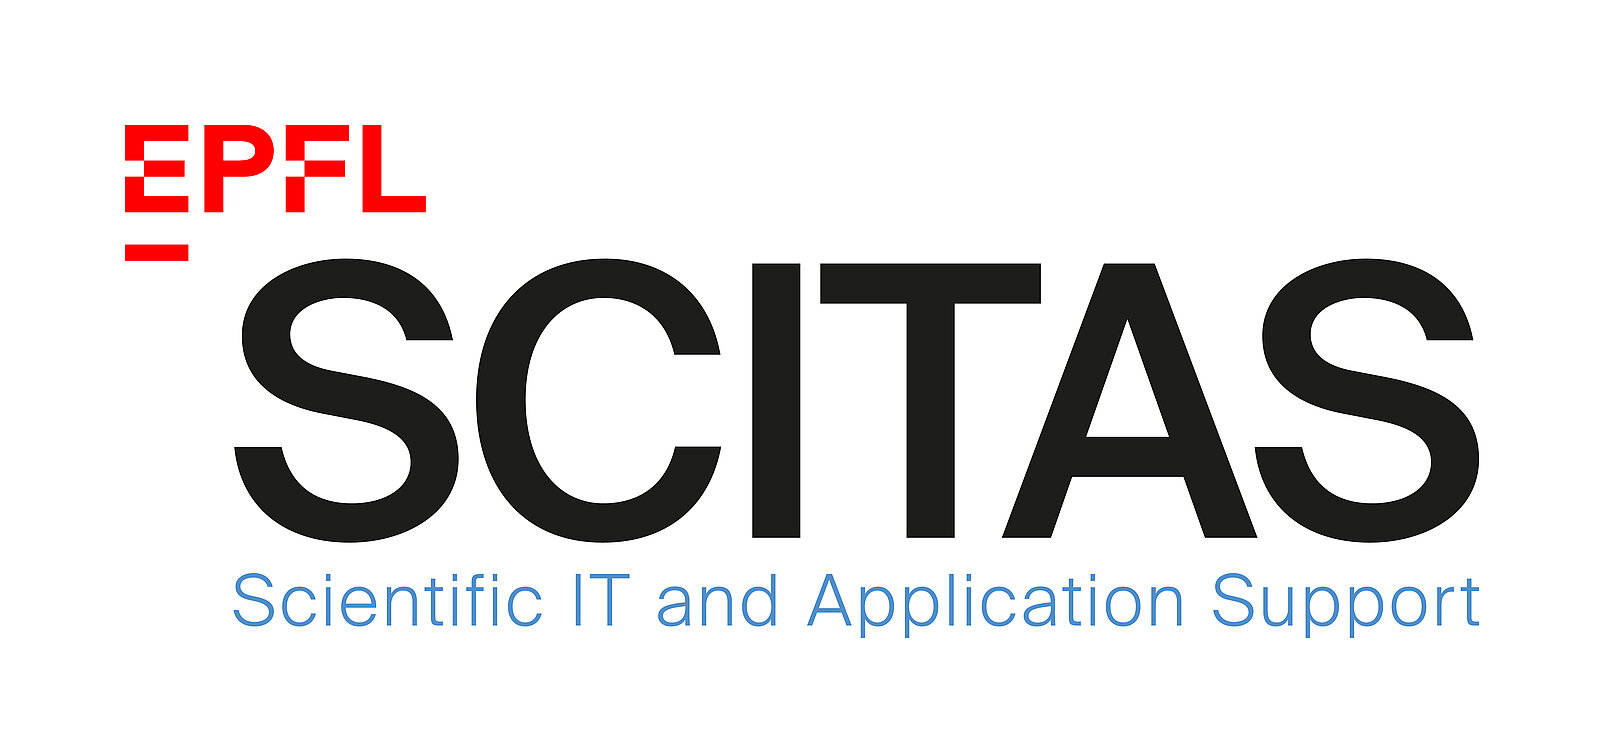 EPFL
SCITAS
Scientific IT and Application Support